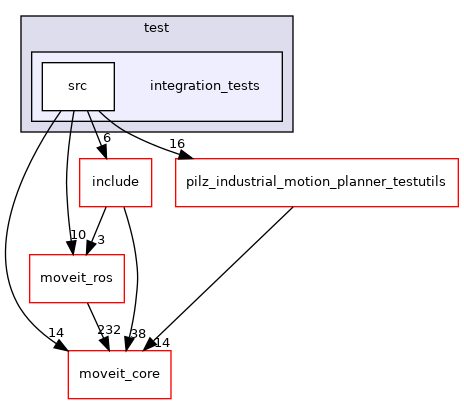 test
src
integration_tests
6
16
include
pilz_industrial_motion_planner_testutils
10
3
moveit_ros
14
232
38
14
moveit_core